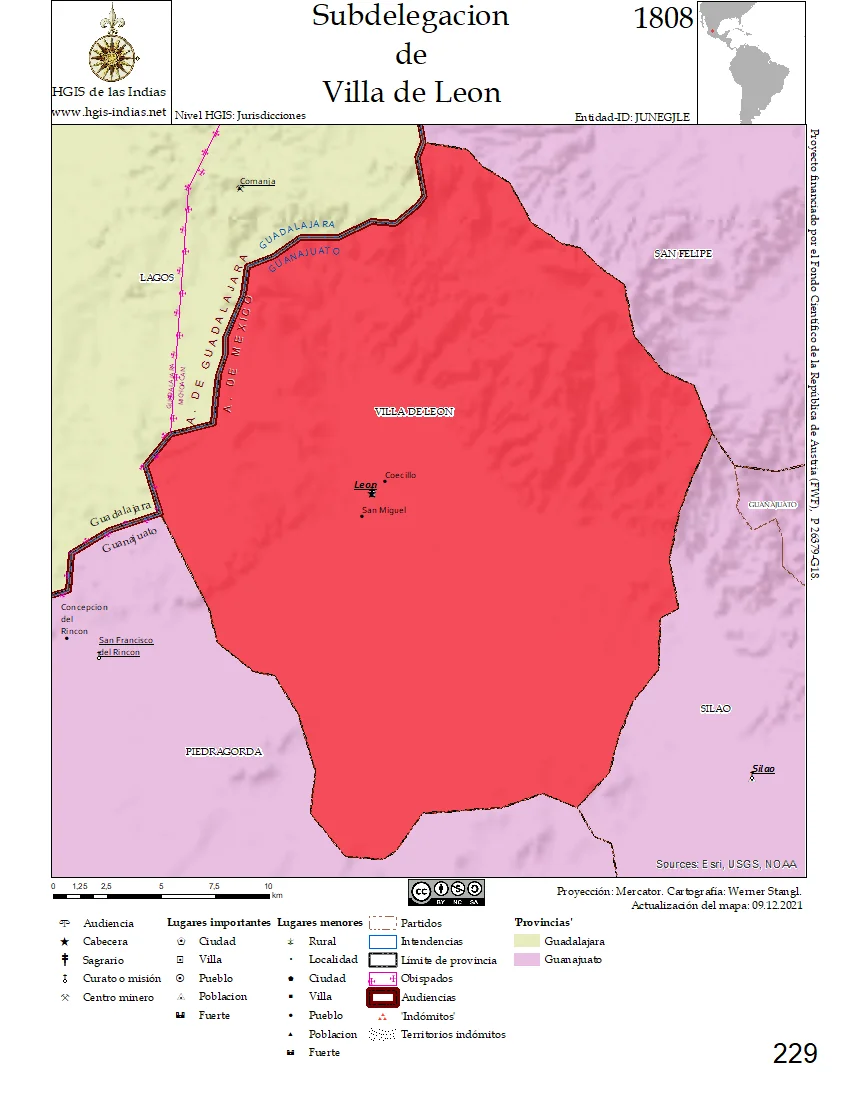 Subdelegacion
de
Villa de Leon
1808
HGIS de las Indias
www.hgis-indias.net
Nivel HGIS: Jurisdicciones
Entidad-ID: JUNEGJLE
Proyecto financiado por el Fondo Científico de la República de Austria (FWF), P 26379-G18.
Comanja
GUADALAJARA
GUANAJUATO
SAN FELIPE
LAGOS
A. DE GUADALAJARA
A. DE MEXICO
GUADALAJARA
MICHOACAN
VILLA DE LEON
Coecillo
Leon
San Miguel
GUANAJUATO
Guadalajara
Guanajuato
Concepcion
del
Rincon
San Francisco
del Rincon
SILAO
PIEDRAGORDA
Silao
Sources: Esri, USGS, NOAA
0 1,25 2,5 5 7,5 10
km
CC BY NC SA
Proyección: Mercator. Cartografía: Werner Stangl.
Actualización del mapa: 09.12.2021
Audiencia
Cabecera
Sagrario
Curato o misión
Centro minero
Lugares importantes
Ciudad
Villa
Pueblo
Poblacion
Fuerte
Lugares menores
Rural
Localidad
Ciudad
Villa
Pueblo
Poblacion
Fuerte
Partidos
Intendencias
Límite de provincia
Obispados
Audiencias
'Indómitos'
Territorios indómitos
'Provincias'
Guadalajara
Guanajuato
229